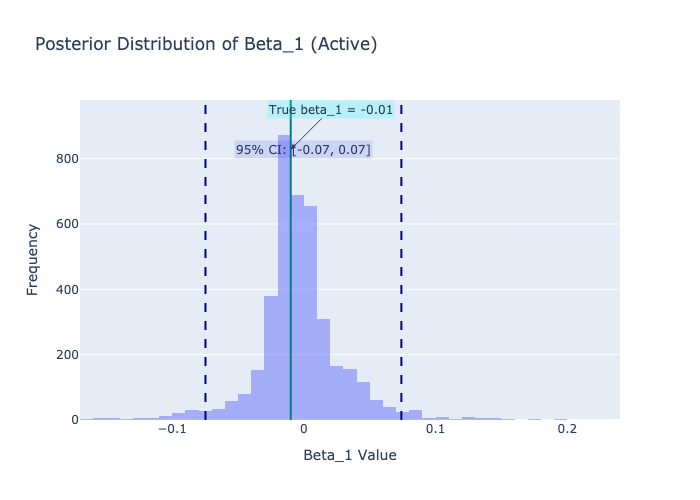 Posterior Distribution of Beta_1 (Active)
True beta_1 = -0.01
95% CI: [-0.07, 0.07]
800
600
400
200
0
Frequency
−0.1
0
0.1
0.2
Beta_1 Value